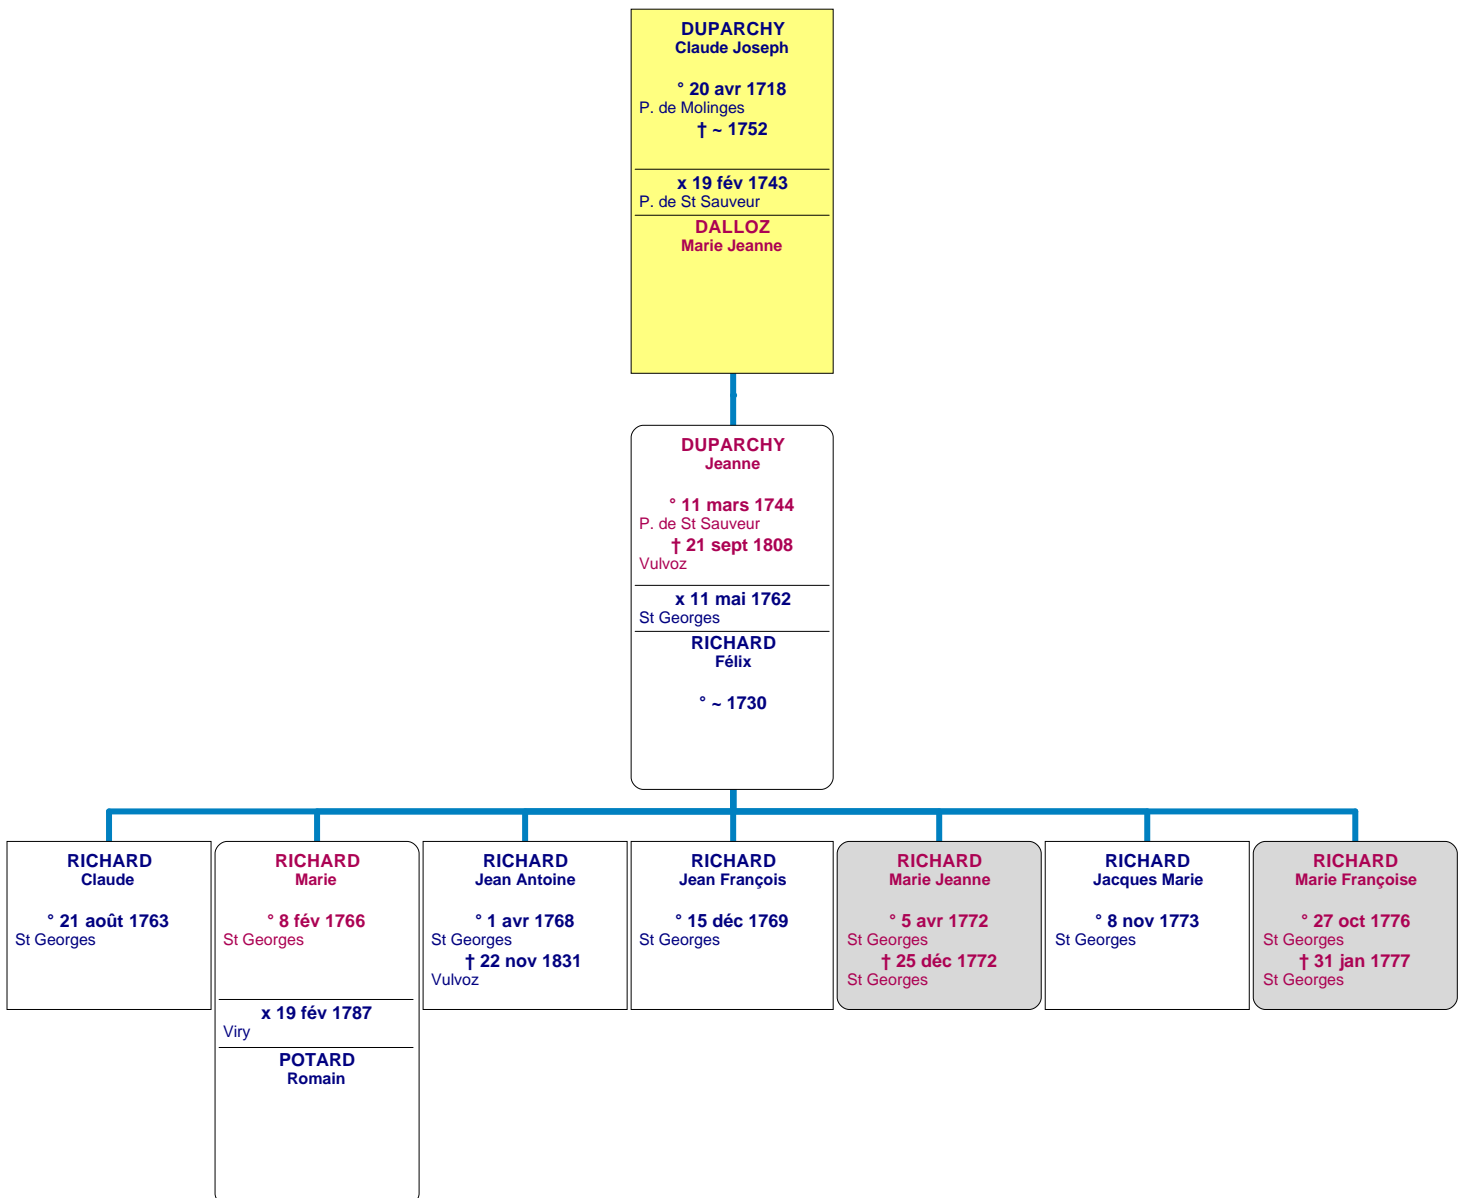 DUPARCHY
Claude Joseph
° 20 avr 1718
P. de Molinges
† ~ 1752
x 19 fév 1743
P. de St Sauveur
DALLOZ
Marie Jeanne
DUPARCHY
Jeanne
° 11 mars 1744
P. de St Sauveur
† 21 sept 1808
Vulvoz
x 11 mai 1762
St Georges
RICHARD
Félix
° ~ 1730
RICHARD
Claude
° 21 août 1763
St Georges
RICHARD
Marie
° 8 fév 1766
St Georges
x 19 fév 1787
Viry
POTARD
Romain
RICHARD
Jean Antoine
° 1 avr 1768
St Georges
† 22 nov 1831
Vulvoz
RICHARD
Jean François
° 15 déc 1769
St Georges
RICHARD
Marie Jeanne
° 5 avr 1772
St Georges
† 25 déc 1772
St Georges
RICHARD
Jacques Marie
° 8 nov 1773
St Georges
RICHARD
Marie Françoise
° 27 oct 1776
St Georges
† 31 jan 1777
St Georges